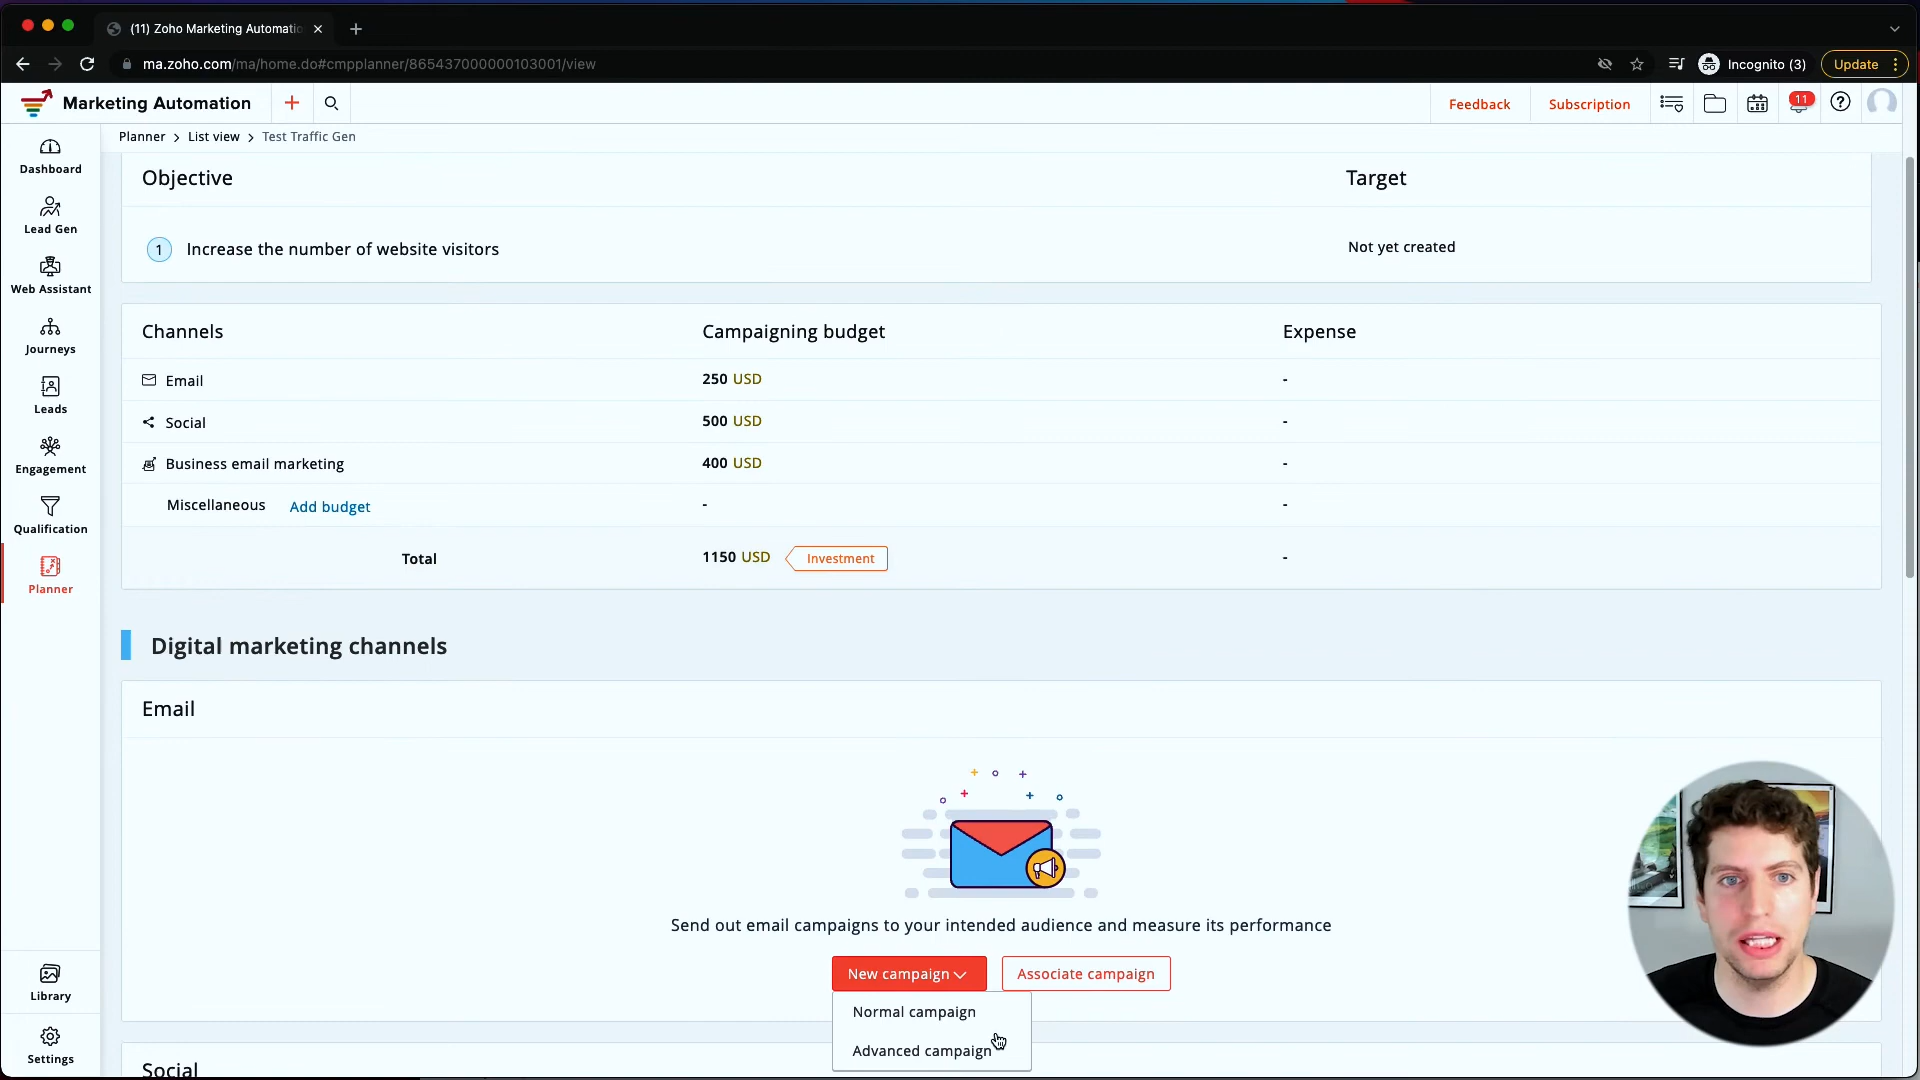 (11) Zoho Marketing Automatio
ma.zoho.com/ma/home.do#cmpplanner/865437000000103001/view
Incognito (3)
Update
Marketing Automation
Feedback
Subscription
11
Planner > List view > Test Traffic Gen
Dashboard
Lead Gen
Web Assistant
Journeys
Leads
Engagement
Qualification
Planner
Library
Settings
Objective
Target
1 Increase the number of website visitors
Not yet created
Channels
Campaigning budget
Expense
Email
250 USD
-
Social
500 USD
-
Business email marketing
400 USD
-
Miscellaneous
Add budget
-
-
Total
1150 USD
Investment
-
Digital marketing channels
Email
Send out email campaigns to your intended audience and measure its performance
New campaign
Associate campaign
Normal campaign
Advanced campaign
Social